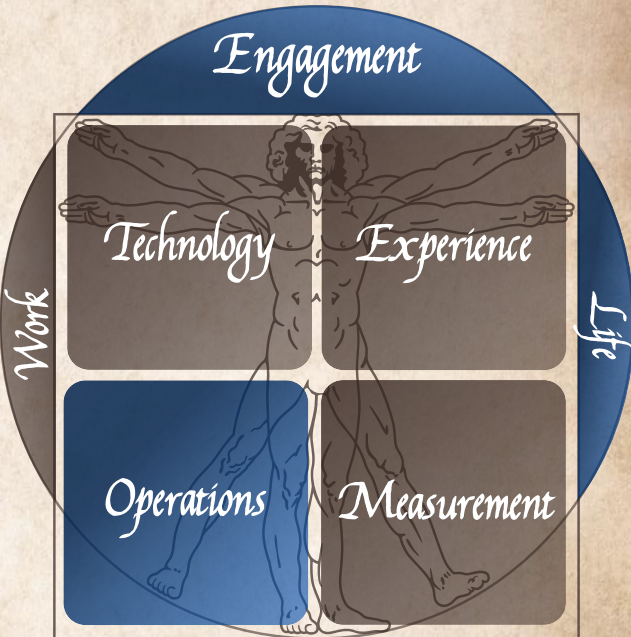 Engagement
Technology
Experience
Work
Life
Operations
Measurement